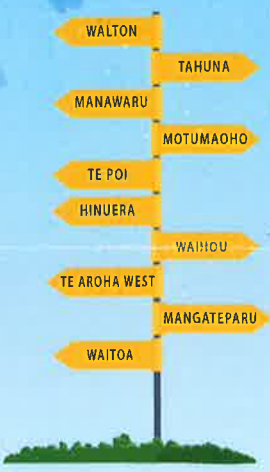 WALTON
TAHUNA
MANAWARU
MOTUMAOHO
TE POI
HINUERA
WAIHOU
TE AROHA WEST
MANGATEPARU
WAITOA